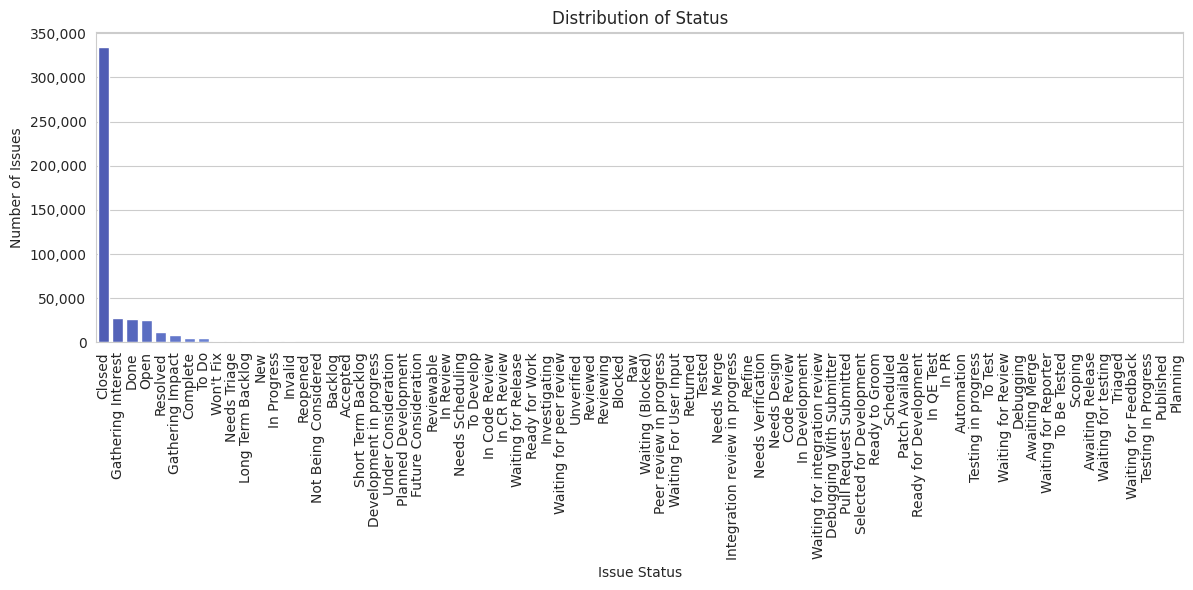 Distribution of Status
Number of Issues
350,000
300,000
250,000
200,000
150,000
100,000
50,000
0
Closed
Gathering Interest
Done
Open
Resolved
Gathering Impact
Complete
To Do
Won't Fix
Needs Triage
Long Term Backlog
New
In Progress
Invalid
Reopened
Not Being Considered
Backlog
Accepted
Short Term Backlog
Development in progress
Under Consideration
Planned Development
Future Consideration
Reviewable
In Review
Needs Scheduling
To Develop
In Code Review
In CR Review
Waiting for Release
Ready for Work
Investigating
Waiting for peer review
Unverified
Reviewed
Reviewing
Blocked
Raw
Waiting (Blocked)
Peer review in progress
Waiting For User Input
Returned
Tested
Needs Merge
Integration review in progress
Refine
Needs Verification
Needs Design
Code Review
In Development
Waiting for integration review
Debugging With Submitter
Pull Request Submitted
Selected for Development
Ready to Groom
Scheduled
Patch Available
Ready for Development
In QE Test
In PR
Automation
Testing in progress
To Test
Waiting for Review
Debugging
Awaiting Merge
Waiting for Reporter
To Be Tested
Scoping
Awaiting Release
Waiting for testing
Triaged
Waiting for Feedback
Testing In Progress
Published
Planning
Issue Status